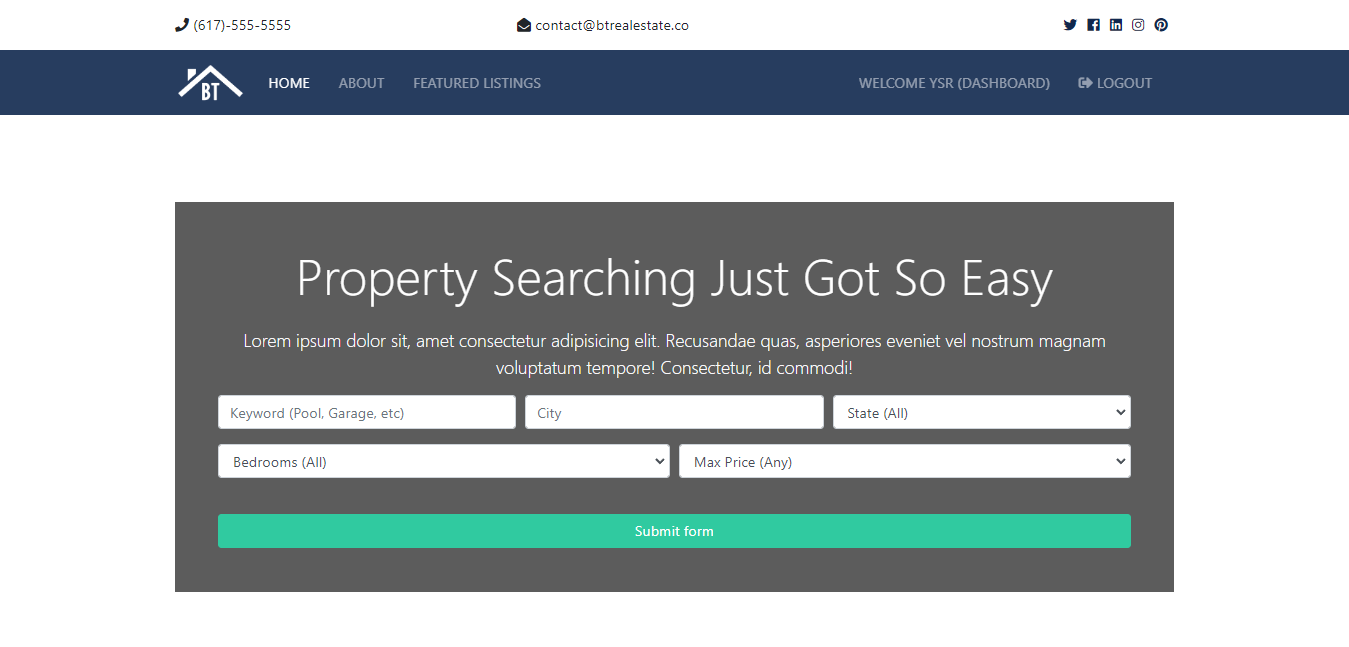 (617)-555-5555
contact@btrealestate.co
BT
HOME
ABOUT
FEATURED LISTINGS
WELCOME YSR (DASHBOARD)
LOGOUT
Property Searching Just Got So Easy
Lorem ipsum dolor sit, amet consectetur adipisicing elit. Recusandae quas, asperiores eveniet vel nostrum magnam
voluptatum tempore! Consectetur, id commodi!
Keyword (Pool, Garage, etc)
City
State (All)
Bedrooms (All)
Max Price (Any)
Submit form